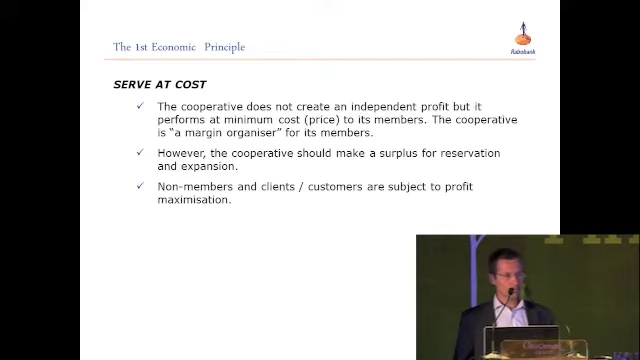 The 1st Economic Principle
Rabobank
SERVE AT COST
✓ The cooperative does not create an independent profit but it
performs at minimum cost (price) to its members. The cooperative
is "a margin organiser" for its members.
✓ However, the cooperative should make a surplus for reservation
and expansion.
✓ Non-members and clients / customers are subject to profit
maximisation.